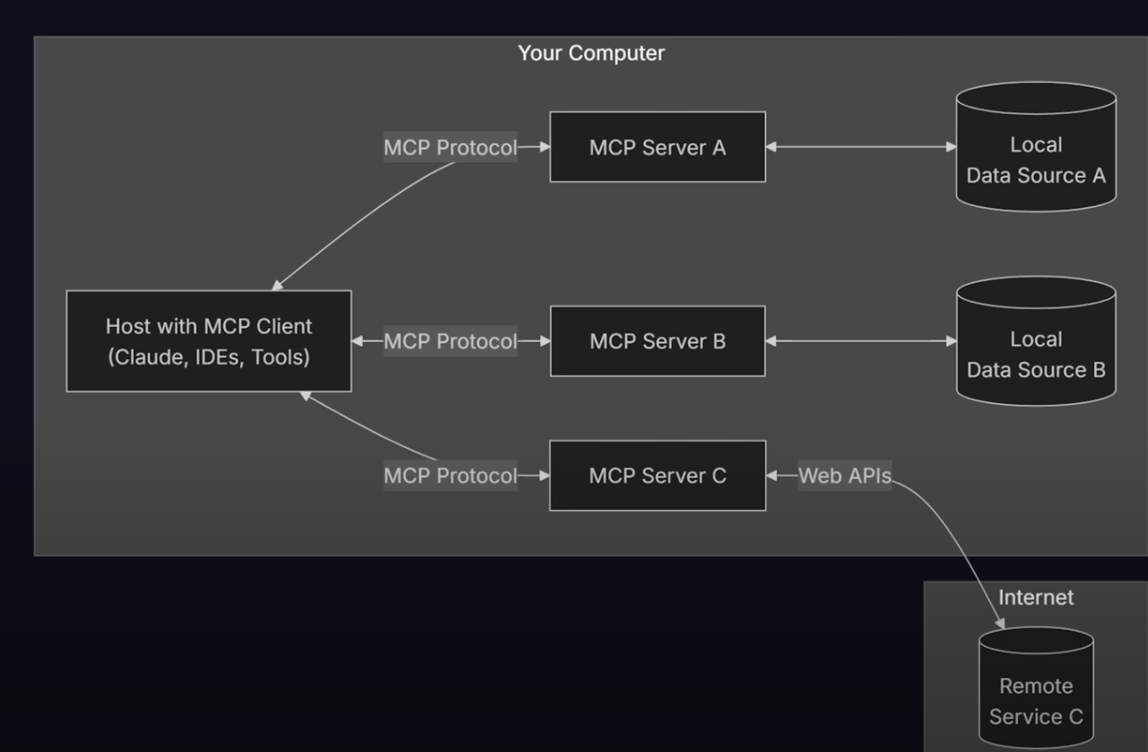 Your Computer
MCP Protocol
MCP Server A
Local
Data Source A
Host with MCP Client
(Claude, IDEs, Tools)
MCP Protocol
MCP Server B
Local
Data Source B
MCP Protocol
MCP Server C
Web APIs
Internet
Remote
Service C